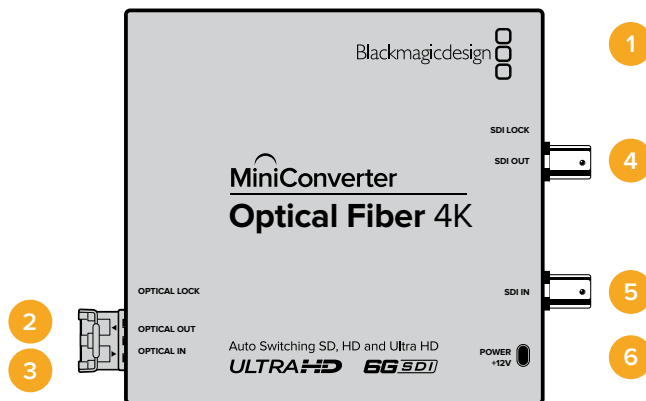 Blackmagicdesign
1
SDI LOCK
SDI OUT
4
MiniConverter
Optical Fiber 4K
OPTICAL LOCK
SDI IN
5
2
OPTICAL OUT
3
OPTICAL IN
Auto Switching SD, HD and Ultra HD
ULTRAHD 6G SDI
POWER
+12V
6